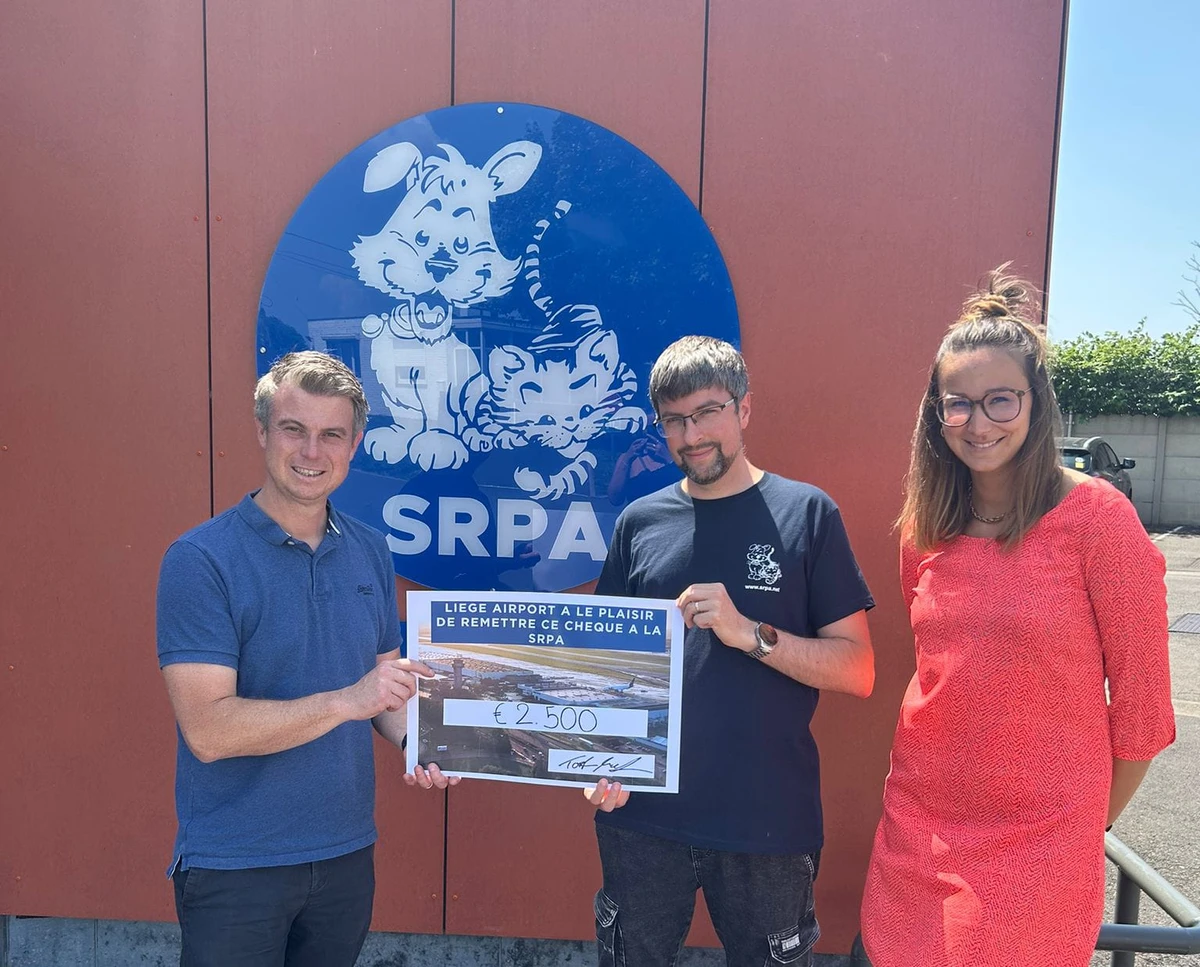 SRPA
www.srpa.net
LIEGE AIRPORT A LE PLAISIR
DE REMETTRE CE CHEQUE A LA
SRPA
€ 2.500